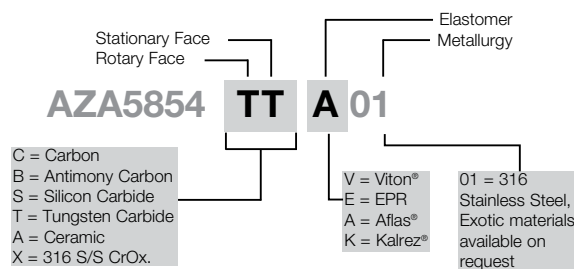 Elastomer
Stationary Face
Metallurgy
Rotary Face
AZA5854 TT A 01
C = Carbon
B = Antimony Carbon
S = Silicon Carbide
T = Tungsten Carbide
A = Ceramic
X = 316 S/S CrOx.
V = Viton®
E = EPR
A = Aflas®
K = Kalrez®
01 = 316
Stainless Steel,
Exotic materials
available on
request